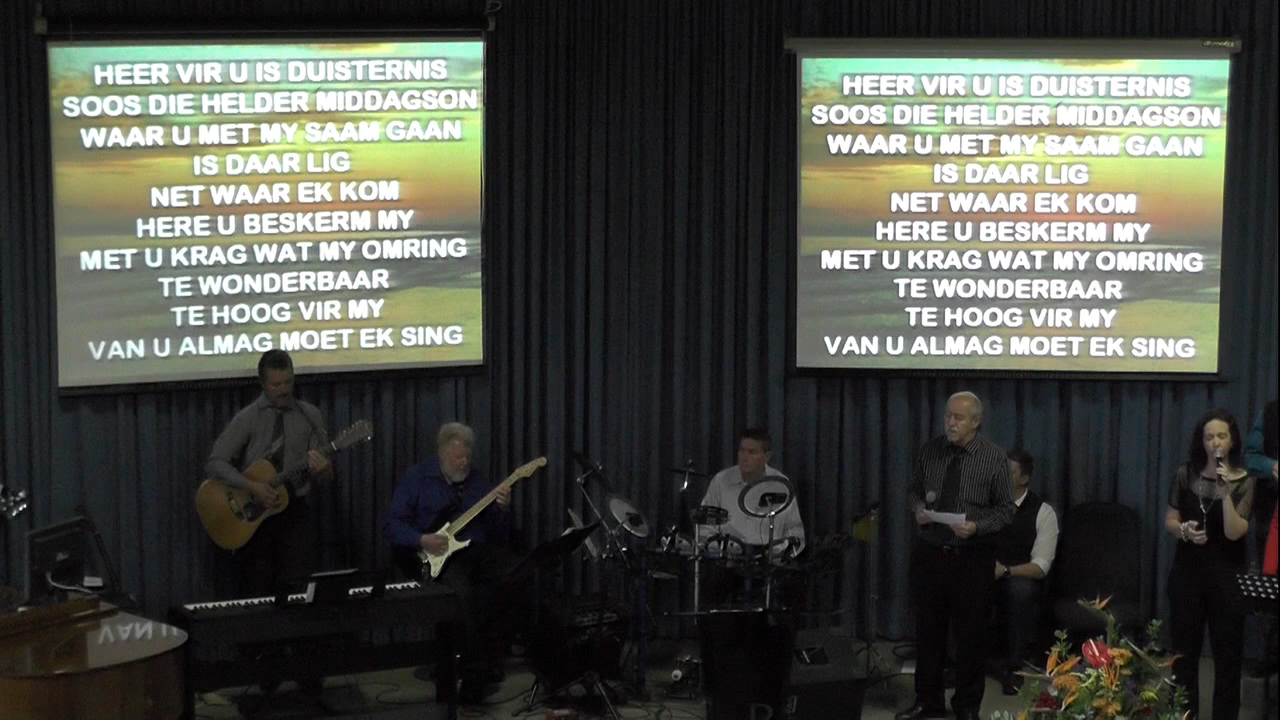 HEER VIR U IS DUISTERNIS
SOOS DIE HELDER MIDDAGSON
WAAR U MET MY SAAM GAAN
IS DAAR LIG
NET WAAR EK KOM
HERE U BESKERM MY
MET U KRAG WAT MY OMRING
TE WONDERBAAR
TE HOOG VIR MY
VAN U ALMAG MOET EK SING
HEER VIR U IS DUISTERNIS
SOOS DIE HELDER MIDDAGSON
WAAR U MET MY SAAM GAAN
IS DAAR LIG
NET WAAR EK KOM
HERE U BESKERM MY
MET U KRAG WAT MY OMRING
TE WONDERBAAR
TE HOOG VIR MY
VAN U ALMAG MOET EK SING
VAN U